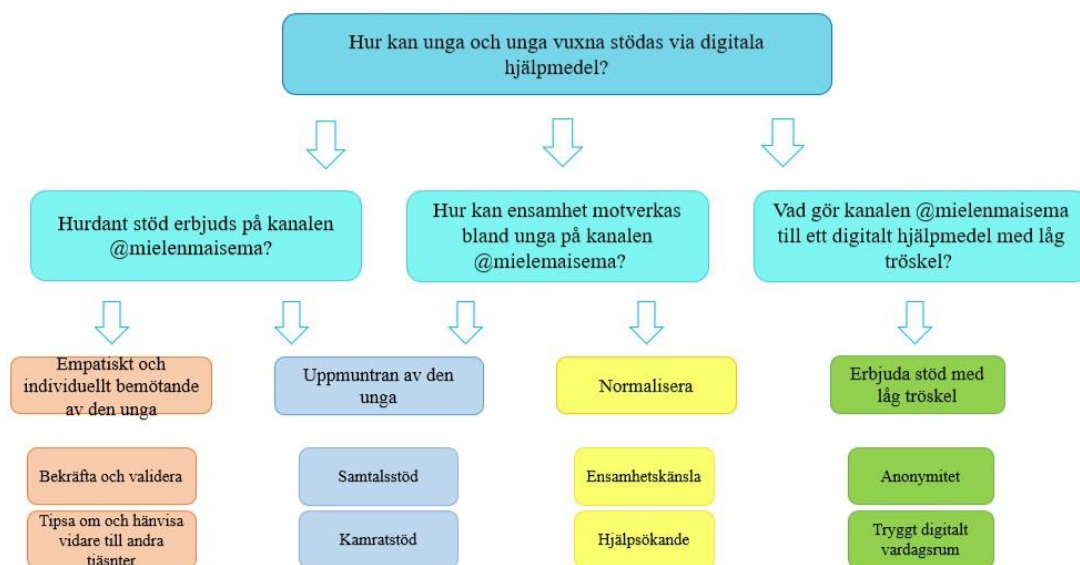 Hur kan unga och unga vuxna stödas via digitala
hjälpmedel?
Hurdant stöd erbjuds på kanalen
@mielenmaisema?
Hur kan ensamhet motverkas
bland unga på kanalen
@mielemaisema?
Vad gör kanalen @mielenmaisema
till ett digitalt hjälpmedel med låg
tröskel?
Empatiskt och
individuellt bemötande
av den unga
Uppmuntran av den
unga
Normalisera
Erbjuda stöd med
låg tröskel
Bekräfta och validera
Samtalsstöd
Ensamhetskänsla
Anonymitet
Tipsa om och hänvisa
vidare till andra
tjäsnter
Kamratstöd
Hjälpsökande
Tryggt digitalt
vardagsrum